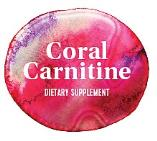 Coral
Carnitine
DIETARY SUPPLEMENT